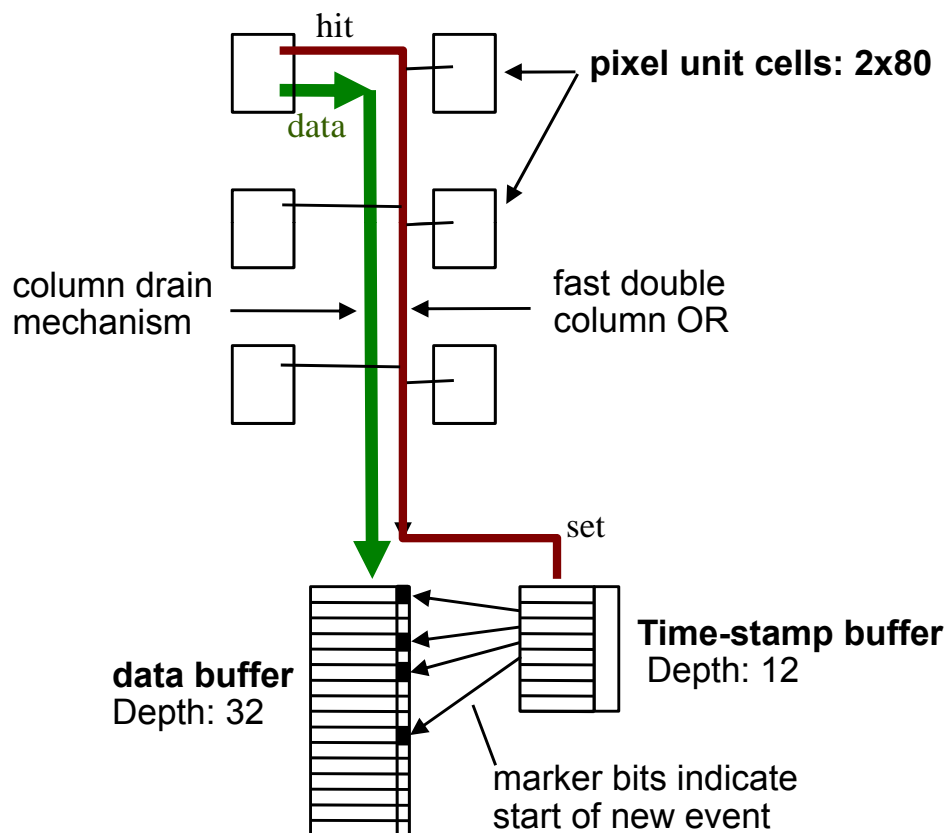 hit
pixel unit cells: 2x80
data
column drain
mechanism
fast double
column OR
set
data buffer
Depth: 32
Time-stamp buffer
Depth: 12
marker bits indicate
start of new event